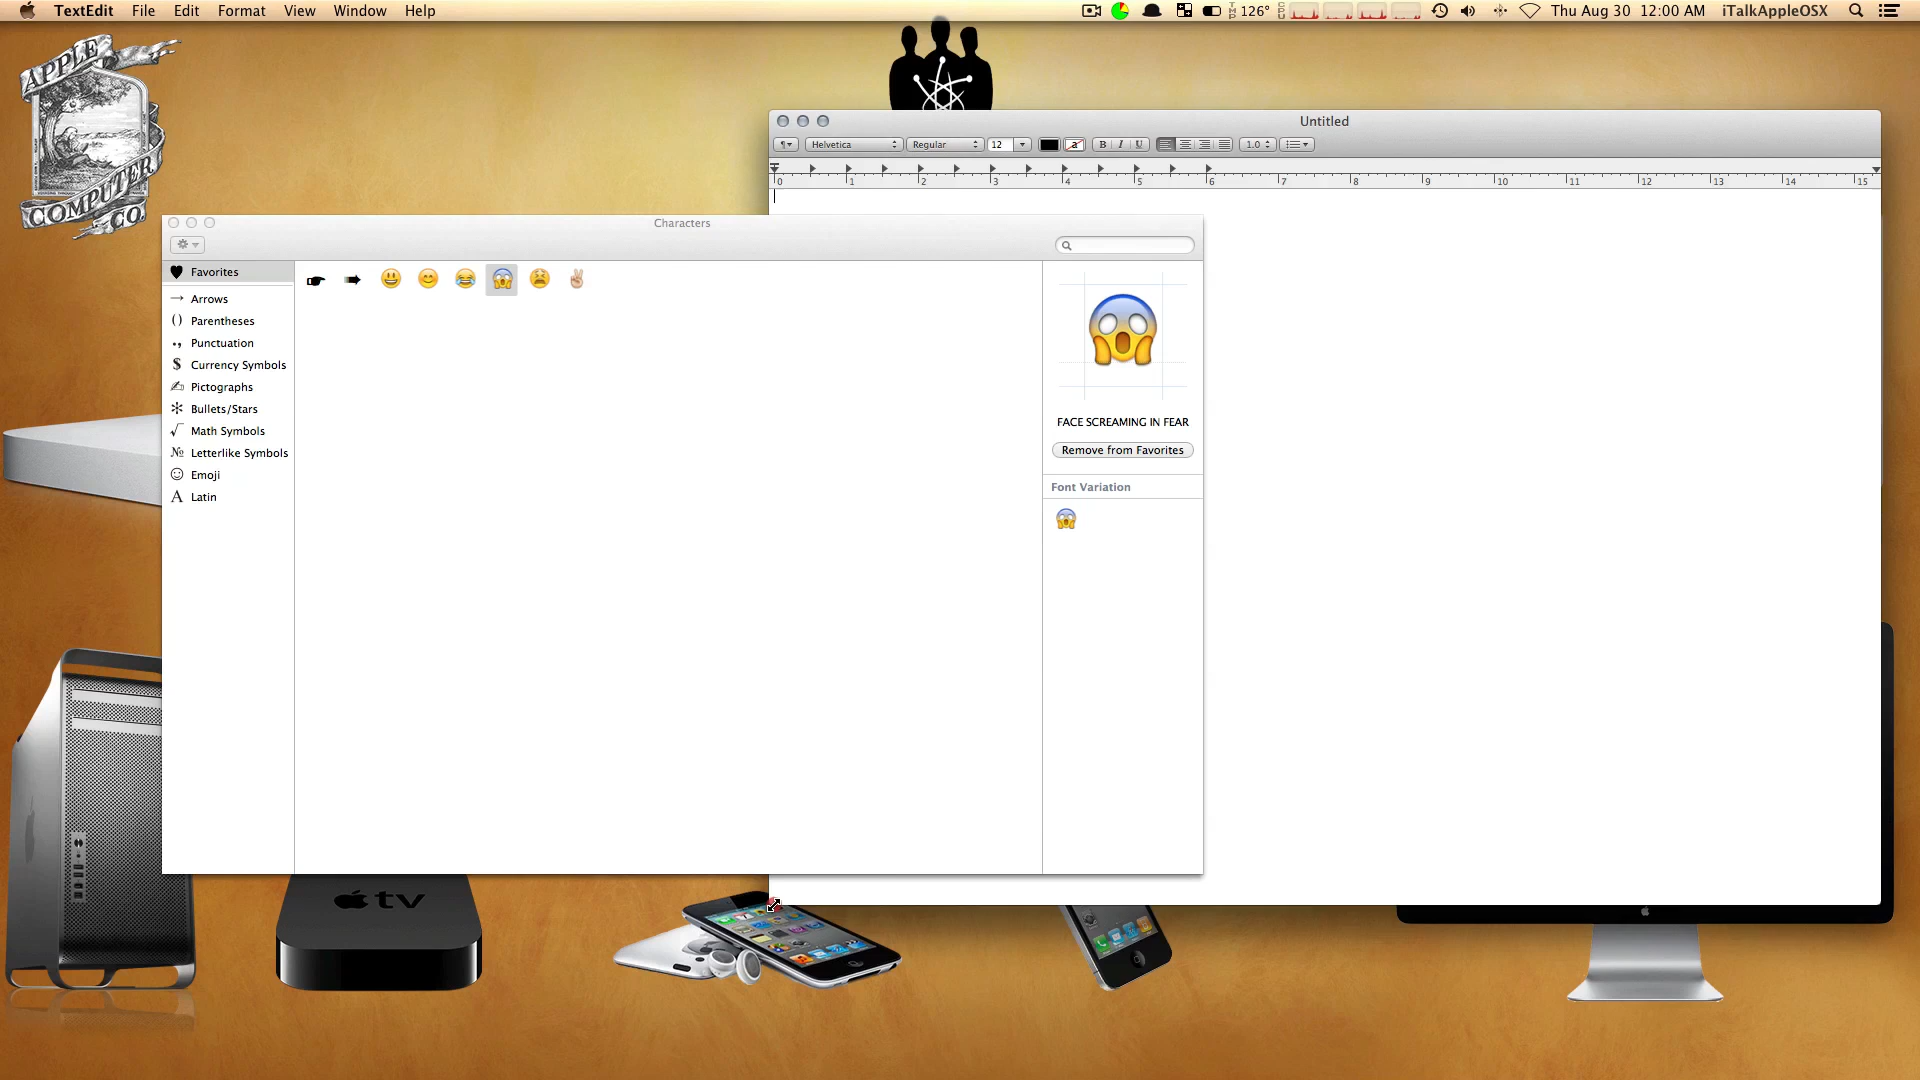 TextEdit File Edit Format View Window Help
126° Thu Aug 30 12:00 AM iTalkAppleOSX
APPLE
COMPUTER
CO.
Untitled
Helvetica Regular 12 a B I U 1.0
0 1 2 3 4 5 6 7 8 9 10 11 12 13 14 15
Characters
Favorites
Arrows
Parentheses
Punctuation
Currency Symbols
Pictographs
Bullets/Stars
Math Symbols
Letterlike Symbols
Emoji
Latin
FACE SCREAMING IN FEAR
Remove from Favorites
Font Variation
tv